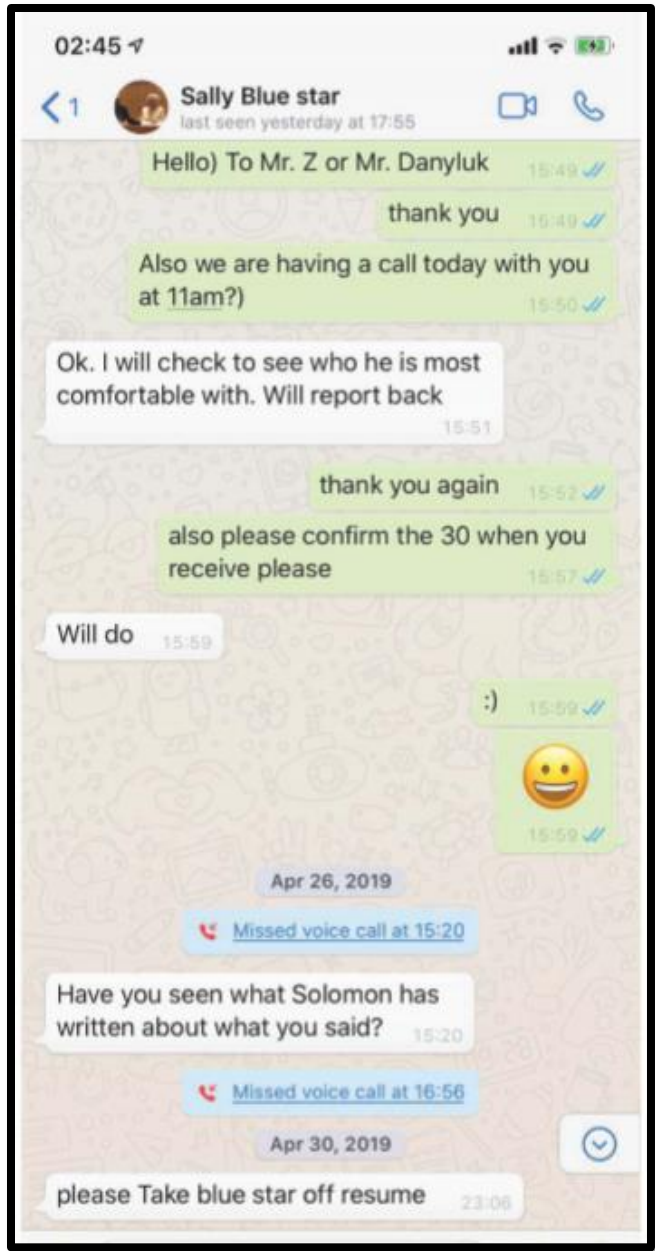 02:45
1
Sally Blue star
last seen yesterday at 17:55
Hello) To Mr. Z or Mr. Danyluk 15:49
thank you 15:49
Also we are having a call today with you
at 11am?) 15:50
Ok. I will check to see who he is most
comfortable with. Will report back
15:51
thank you again 15:52
also please confirm the 30 when you
receive please 15:57
Will do 15:59
:) 15:59
15:59
Apr 26, 2019
Missed voice call at 15:20
Have you seen what Solomon has
written about what you said? 15:20
Missed voice call at 16:56
Apr 30, 2019
please Take blue star off resume 23:06